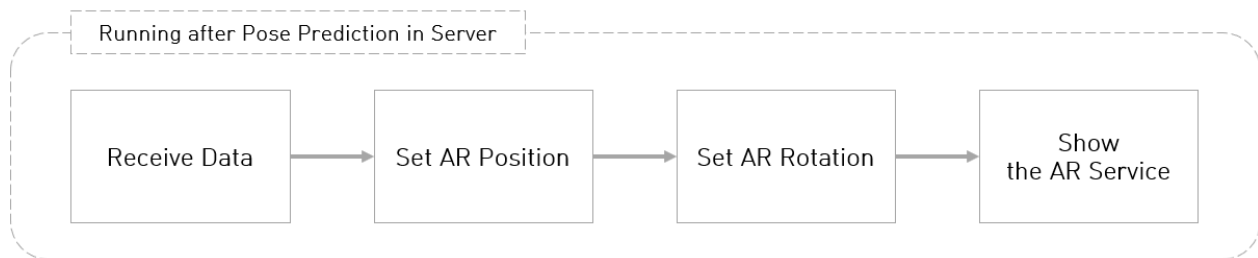 Running after Pose Prediction in Server
Receive Data
Set AR Position
Set AR Rotation
Show
the AR Service